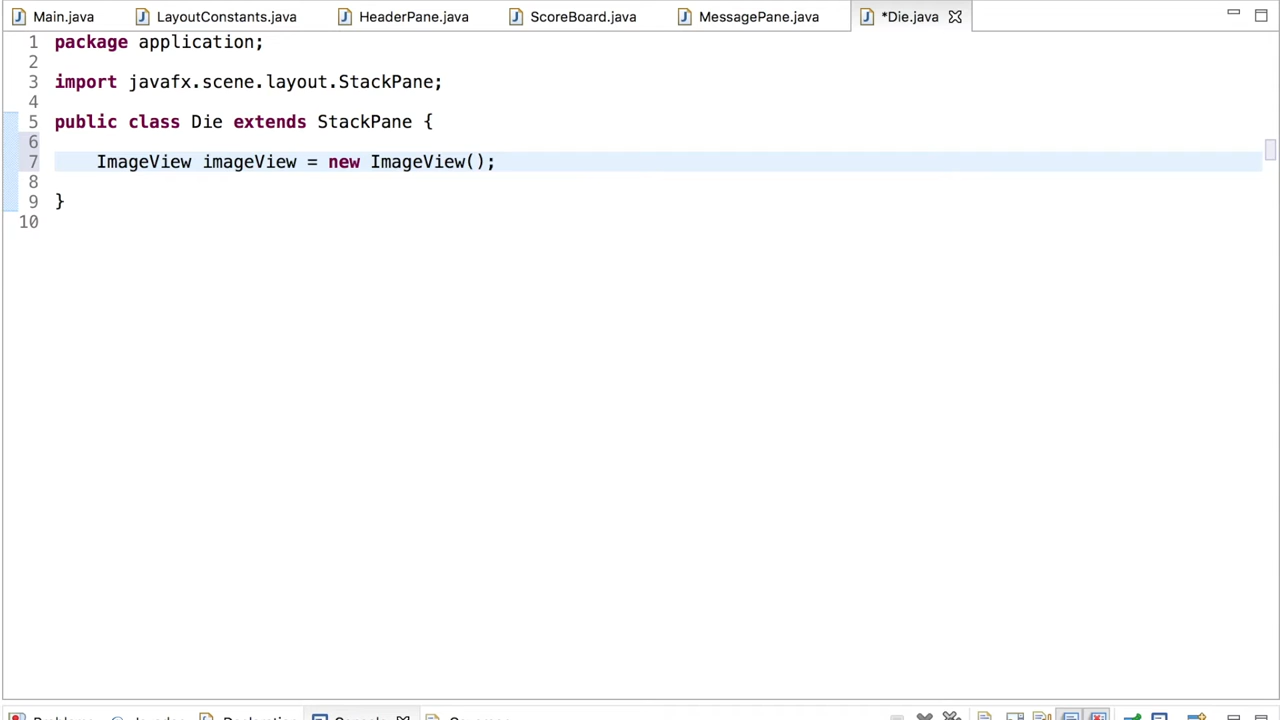 Main.java LayoutConstants.java HeaderPane.java ScoreBoard.java MessagePane.java *Die.java
1 package application;
2
3 import javafx.scene.layout.StackPane;
4
5 public class Die extends StackPane {
6
7 ImageView imageView = new ImageView();
8
9 }
10